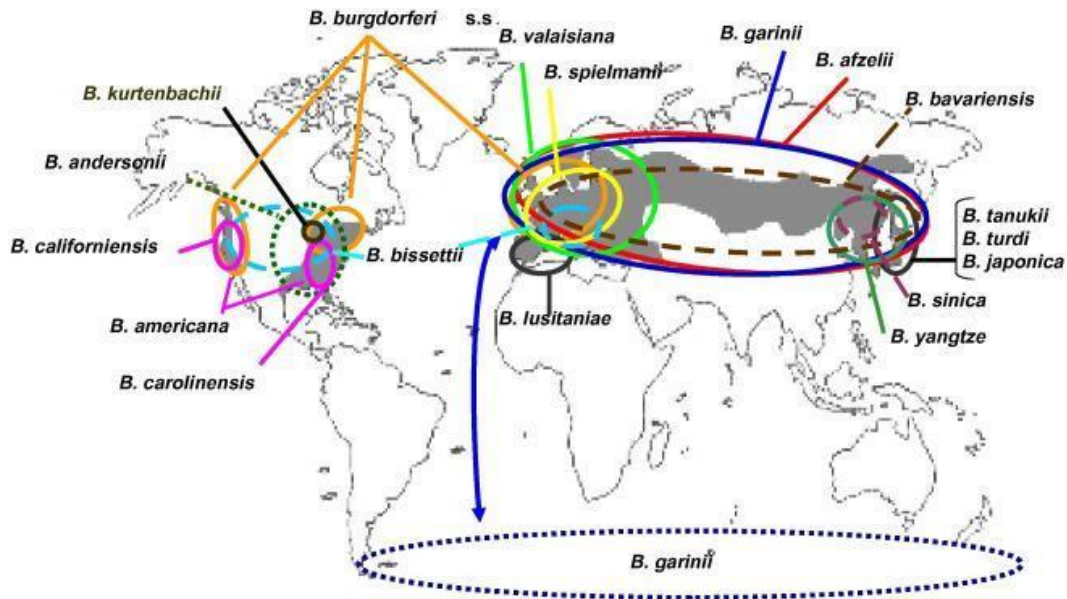 B. burgdorferi s.s.
B. valaisiana
B. garinii
B. spielmanii
B. afzelii
B. kurtenbachii
B. bavariensis
B. andersonii
B. tanukii
B. turdi
B. japonica
B. californiensis
B. bissettii
B. sinica
B. americana
B. lusitaniae
B. yangtze
B. carolinensis
B. garinii